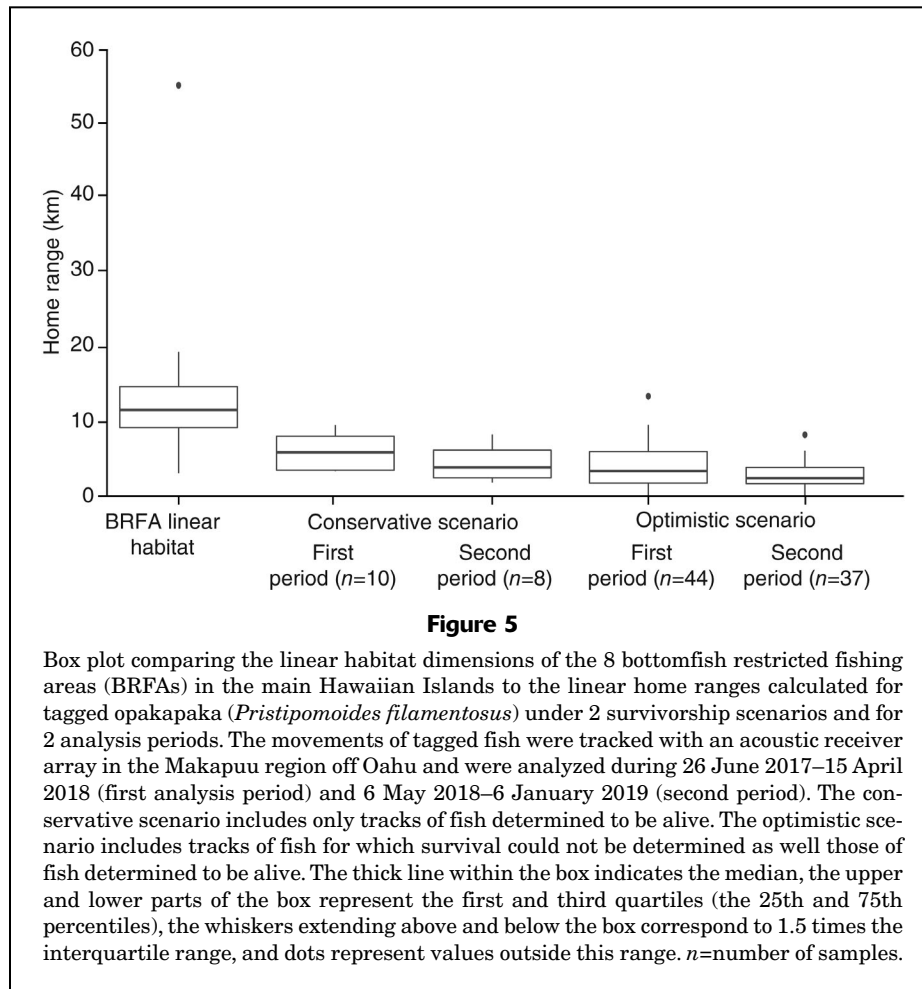 60
50
40
30
20
10
0
Home range (km)
BRFA linear
habitat
Conservative scenario
Optimistic scenario
First
period (n=10)
Second
period (n=8)
First
period (n=44)
Second
period (n=37)
Figure 5
Box plot comparing the linear habitat dimensions of the 8 bottomfish restricted fishing
areas (BRFAs) in the main Hawaiian Islands to the linear home ranges calculated for
tagged opakapaka (Pristipomoides filamentosus) under 2 survivorship scenarios and for
2 analysis periods. The movements of tagged fish were tracked with an acoustic receiver
array in the Makapuu region off Oahu and were analyzed during 26 June 2017–15 April
2018 (first analysis period) and 6 May 2018–6 January 2019 (second period). The con-
servative scenario includes only tracks of fish determined to be alive. The optimistic sce-
nario includes tracks of fish for which survival could not be determined as well those of
fish determined to be alive. The thick line within the box indicates the median, the upper
and lower parts of the box represent the first and third quartiles (the 25th and 75th
percentiles), the whiskers extending above and below the box correspond to 1.5 times the
interquartile range, and dots represent values outside this range. n=number of samples.